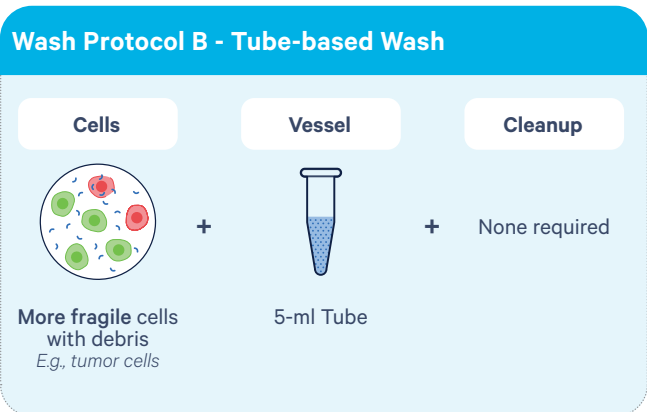 Wash Protocol B - Tube-based Wash
Cells
Vessel
Cleanup
+
+
None required
More fragile cells
with debris
E.g., tumor cells
5-ml Tube